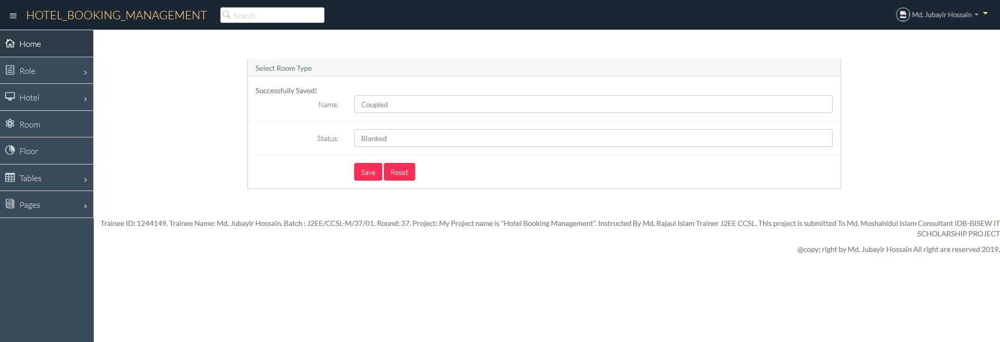 HOTEL_BOOKING_MANAGEMENT
Search
Md. Jubayir Hossain
Home
Role
Hotel
Room
Floor
Tables
Pages
Select Room Type
Successfully Saved!
Name:
Coupled
Status:
Blanked
Save Reset
Trainee ID: 1244149. Trainee Name: Md. Jubayir Hossain. Batch : J2EE/CCSL-M/37/01. Round: 37. Project: My Project name is "Hotel Booking Management". Instructed By Md. Rajaul Islam Trainer J2EE CCSL. This project is submitted To Md. Moshahidul Islam Consultant IDB-BISEW IT
SCHOLARSHIP PROJECT
@copy; right by Md. Jubayir Hossain All right are reserved 2019.